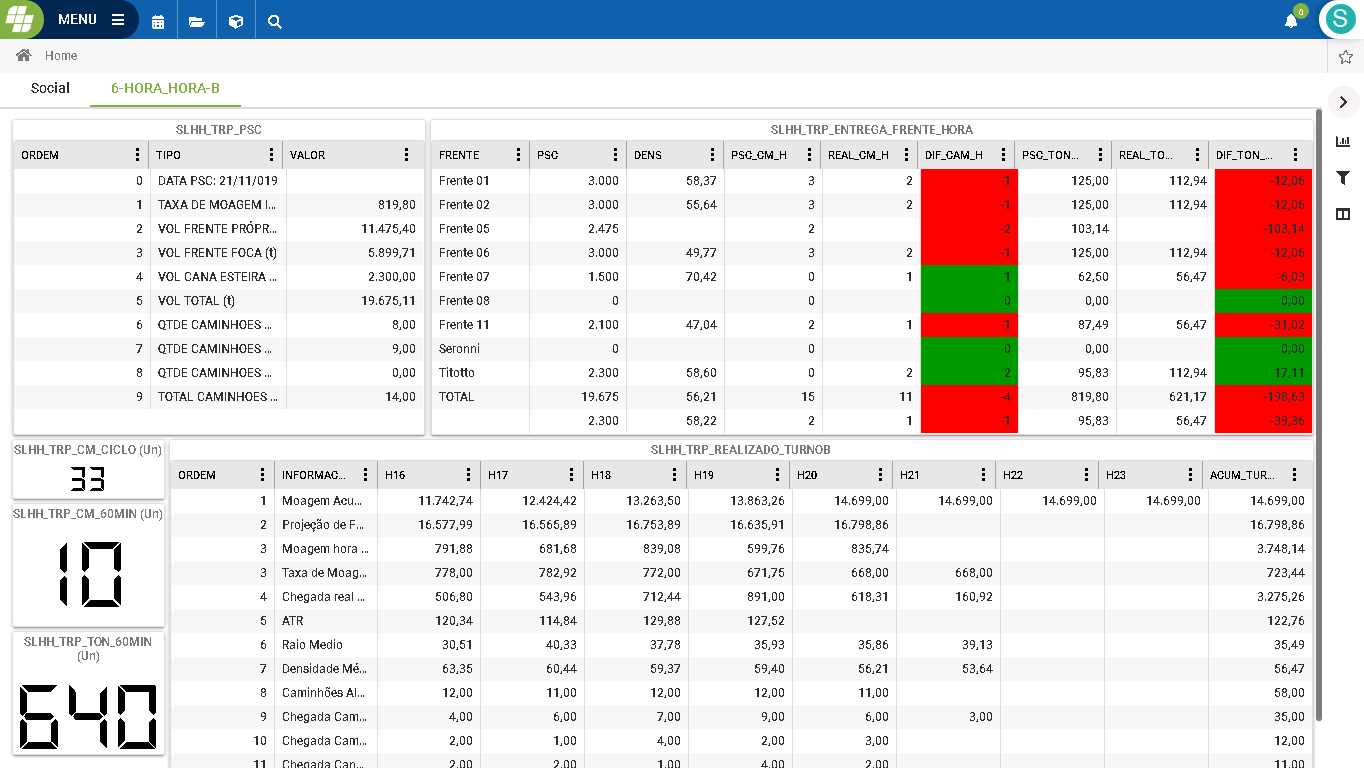 MENU
0
S
Home
Social 6-HORA_HORA-B
SLHH_TRP_PSC
ORDEM TIPO VALOR
0 DATA PSC: 21/11/019
1 TAXA DE MOAGEM I... 819,80
2 VOL FRENTE PRÓPR... 11.475,40
3 VOL FRENTE FOCA (t) 5.899,71
4 VOL CANA ESTEIRA ... 2.300,00
5 VOL TOTAL (t) 19.675,11
6 QTDE CAMINHOES ... 8,00
7 QTDE CAMINHOES ... 9,00
8 QTDE CAMINHOES ... 0,00
9 TOTAL CAMINHOES ... 14,00
SLHH_TRP_ENTREGA_FRENTE_HORA
FRENTE PSC DENS PSC_CM_H REAL_CM_H DIF_CAM_H PSC_TON... REAL_TO... DIF_TON_...
Frente 01 3.000 58,37 3 2 -1 125,00 112,94 -12,06
Frente 02 3.000 55,64 3 2 -1 125,00 112,94 -12,06
Frente 05 2.475 2 -2 103,14 -103,14
Frente 06 3.000 49,77 3 2 -1 125,00 112,94 -12,06
Frente 07 1.500 70,42 0 1 1 62,50 56,47 -6,03
Frente 08 0 0 0 0,00 0,00
Frente 11 2.100 47,04 2 1 -1 87,49 56,47 -31,02
Seronni 0 0 0 0,00 0,00
Titotto 2.300 58,60 0 2 2 95,83 112,94 17,11
TOTAL 19.675 56,21 15 11 -4 819,80 621,17 -198,63
2.300 58,22 2 1 -1 95,83 56,47 -39,36
SLHH_TRP_CM_CICLO (Un)
33
SLHH_TRP_CM_60MIN (Un)
10
SLHH_TRP_TON_60MIN
(Un)
640
SLHH_TRP_REALIZADO_TURNOB
ORDEM INFORMAC... H16 H17 H18 H19 H20 H21 H22 H23 ACUM_TUR...
1 Moagem Acu... 11.742,74 12.424,42 13.263,50 13.863,26 14.699,00 14.699,00 14.699,00 14.699,00 14.699,00
2 Projeção de F... 16.577,99 16.565,89 16.753,89 16.635,91 16.798,86 16.798,86
3 Moagem hora ... 791,88 681,68 839,08 599,76 835,74 3.748,14
3 Taxa de Moag... 778,00 782,92 772,00 671,75 668,00 668,00 723,44
4 Chegada real ... 506,80 543,96 712,44 891,00 618,31 160,92 3.275,26
5 ATR 120,34 114,84 129,88 127,52 122,76
6 Raio Medio 30,51 40,33 37,78 35,93 35,86 39,13 35,49
7 Densidade Mé... 63,35 60,44 59,37 59,40 56,21 53,64 56,47
8 Caminhões Al... 12,00 11,00 12,00 12,00 11,00 58,00
9 Chegada Cam... 4,00 6,00 7,00 9,00 6,00 3,00 35,00
10 Chegada Cam... 2,00 1,00 4,00 2,00 3,00 12,00
11 Chegada Can... 2,00 2,00 1,00 4,00 2,00 11,00